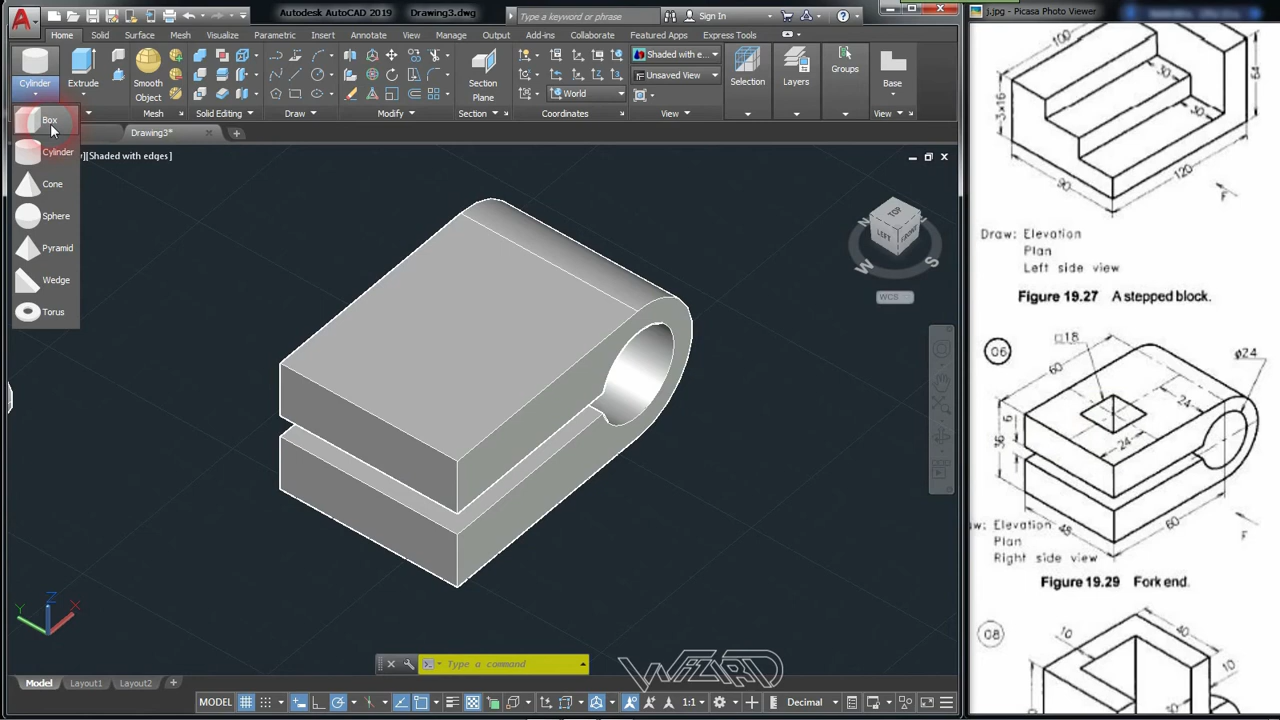 Autodesk AutoCAD 2019 Drawing3.dwg
Type a keyword or phrase
Sign In
j.jpg - Picasa Photo Viewer
Home Solid Surface Mesh Visualize Parametric Insert Annotate View Manage Output Add-ins Collaborate Featured Apps Express Tools
Cylinder
Extrude
Smooth
Object
Section
Plane
Shaded with e...
Unsaved View
World
Selection
Layers
Groups
Base
Mesh
Solid Editing
Modify
Section
Coordinates
View
Drawing3*
Box
Cylinder
Cone
Sphere
Pyramid
Wedge
Torus
][Shaded with edges]
TOP
LEFT
FRONT
N
W
S
WCS
Z
Y
X
Type a command
WIZARD
Model
Layout1
Layout2
MODEL
1:1
Decimal
100
30
30
64
3x16
90
120
F
Draw: Elevation
Plan
Left side view
Figure 19.27 A stepped block.
06
□18
ø24
60
24
6
36
24
48
60
F
w: Elevation
Plan
Right side view
Figure 19.29 Fork end.
08
10
40
10